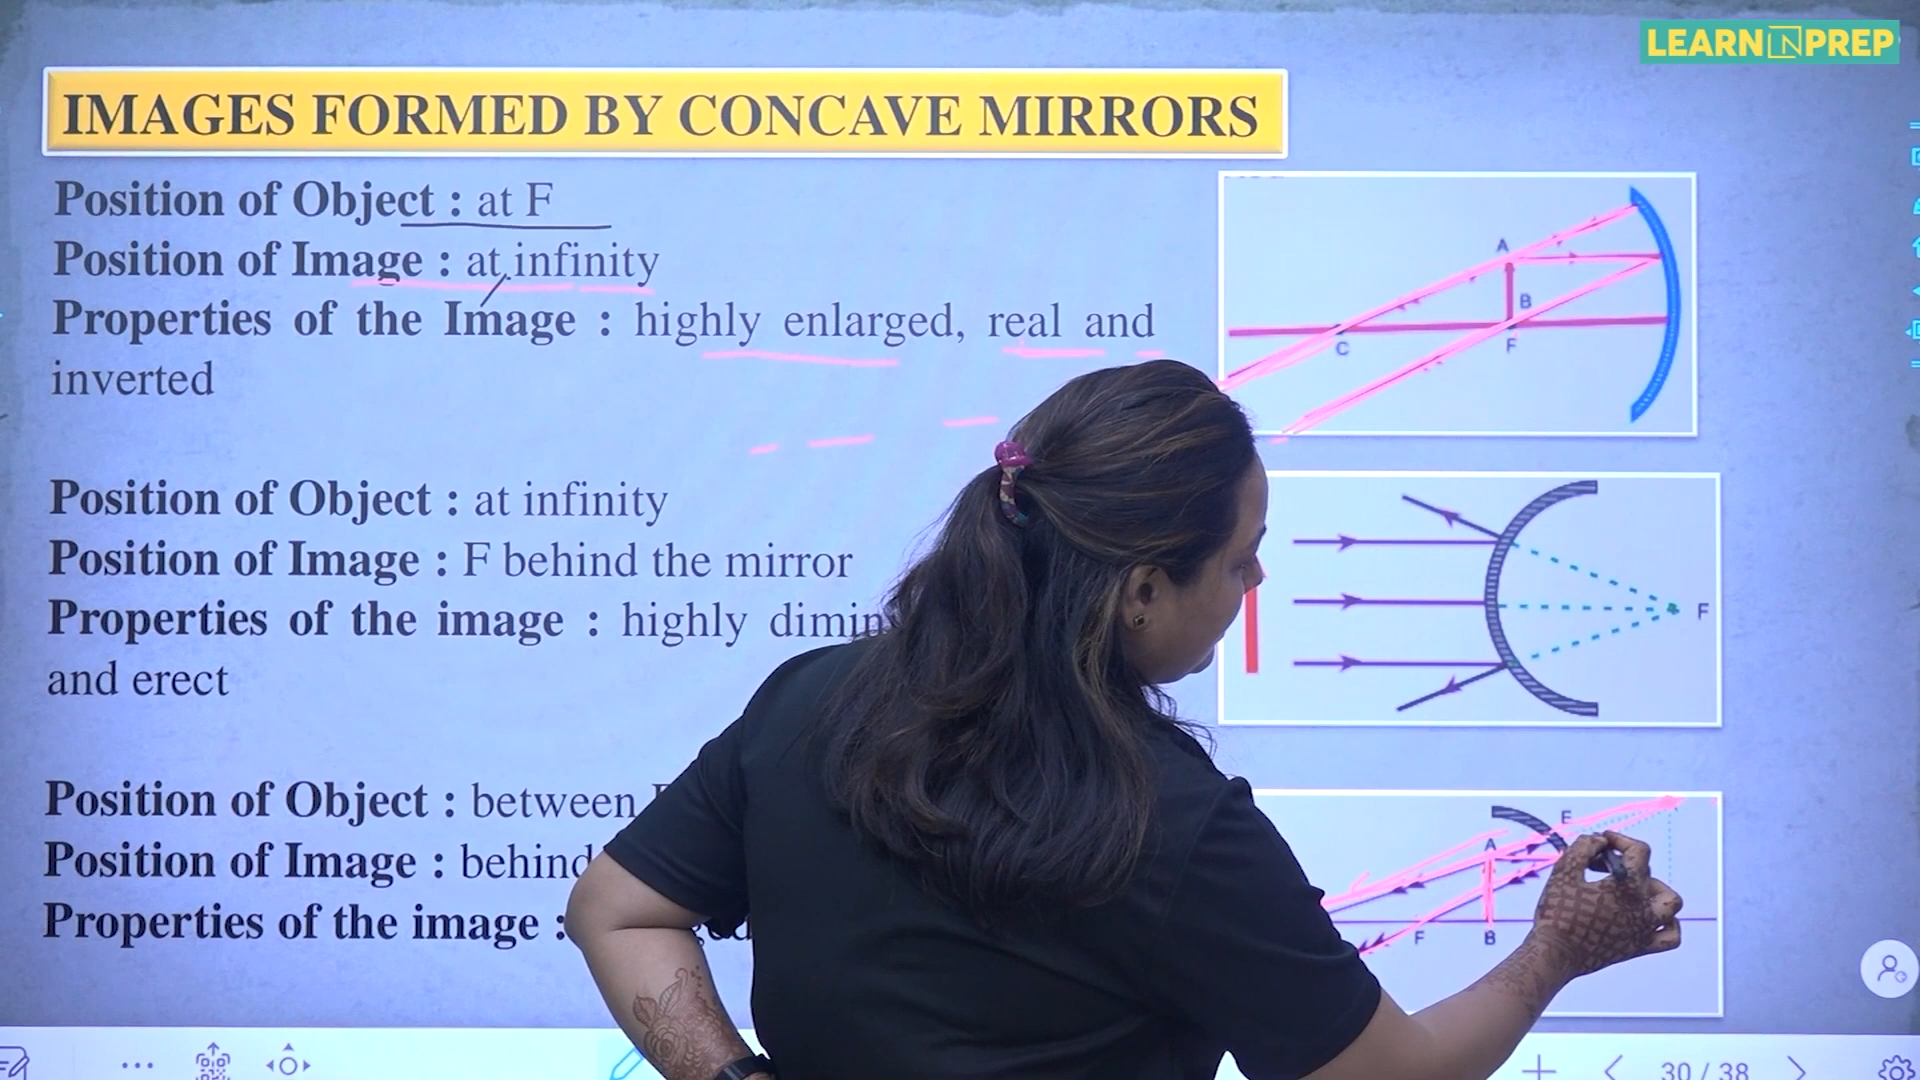 LEARN IN PREP
IMAGES FORMED BY CONCAVE MIRRORS
Position of Object : at F
Position of Image : at infinity
Properties of the Image : highly enlarged, real and
inverted
A
B
C
F
Position of Object : at infinity
Position of Image : F behind the mirror
Properties of the image : highly
and erect
F
Position of Object : between
Position of Image : behind
Properties of the image :
E
A
F
B
30 / 38